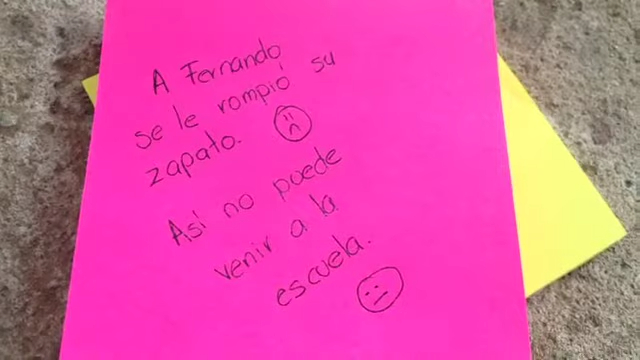 A Fernando
se le rompió su
zapato.
Así no puede
venir a la
escuela.